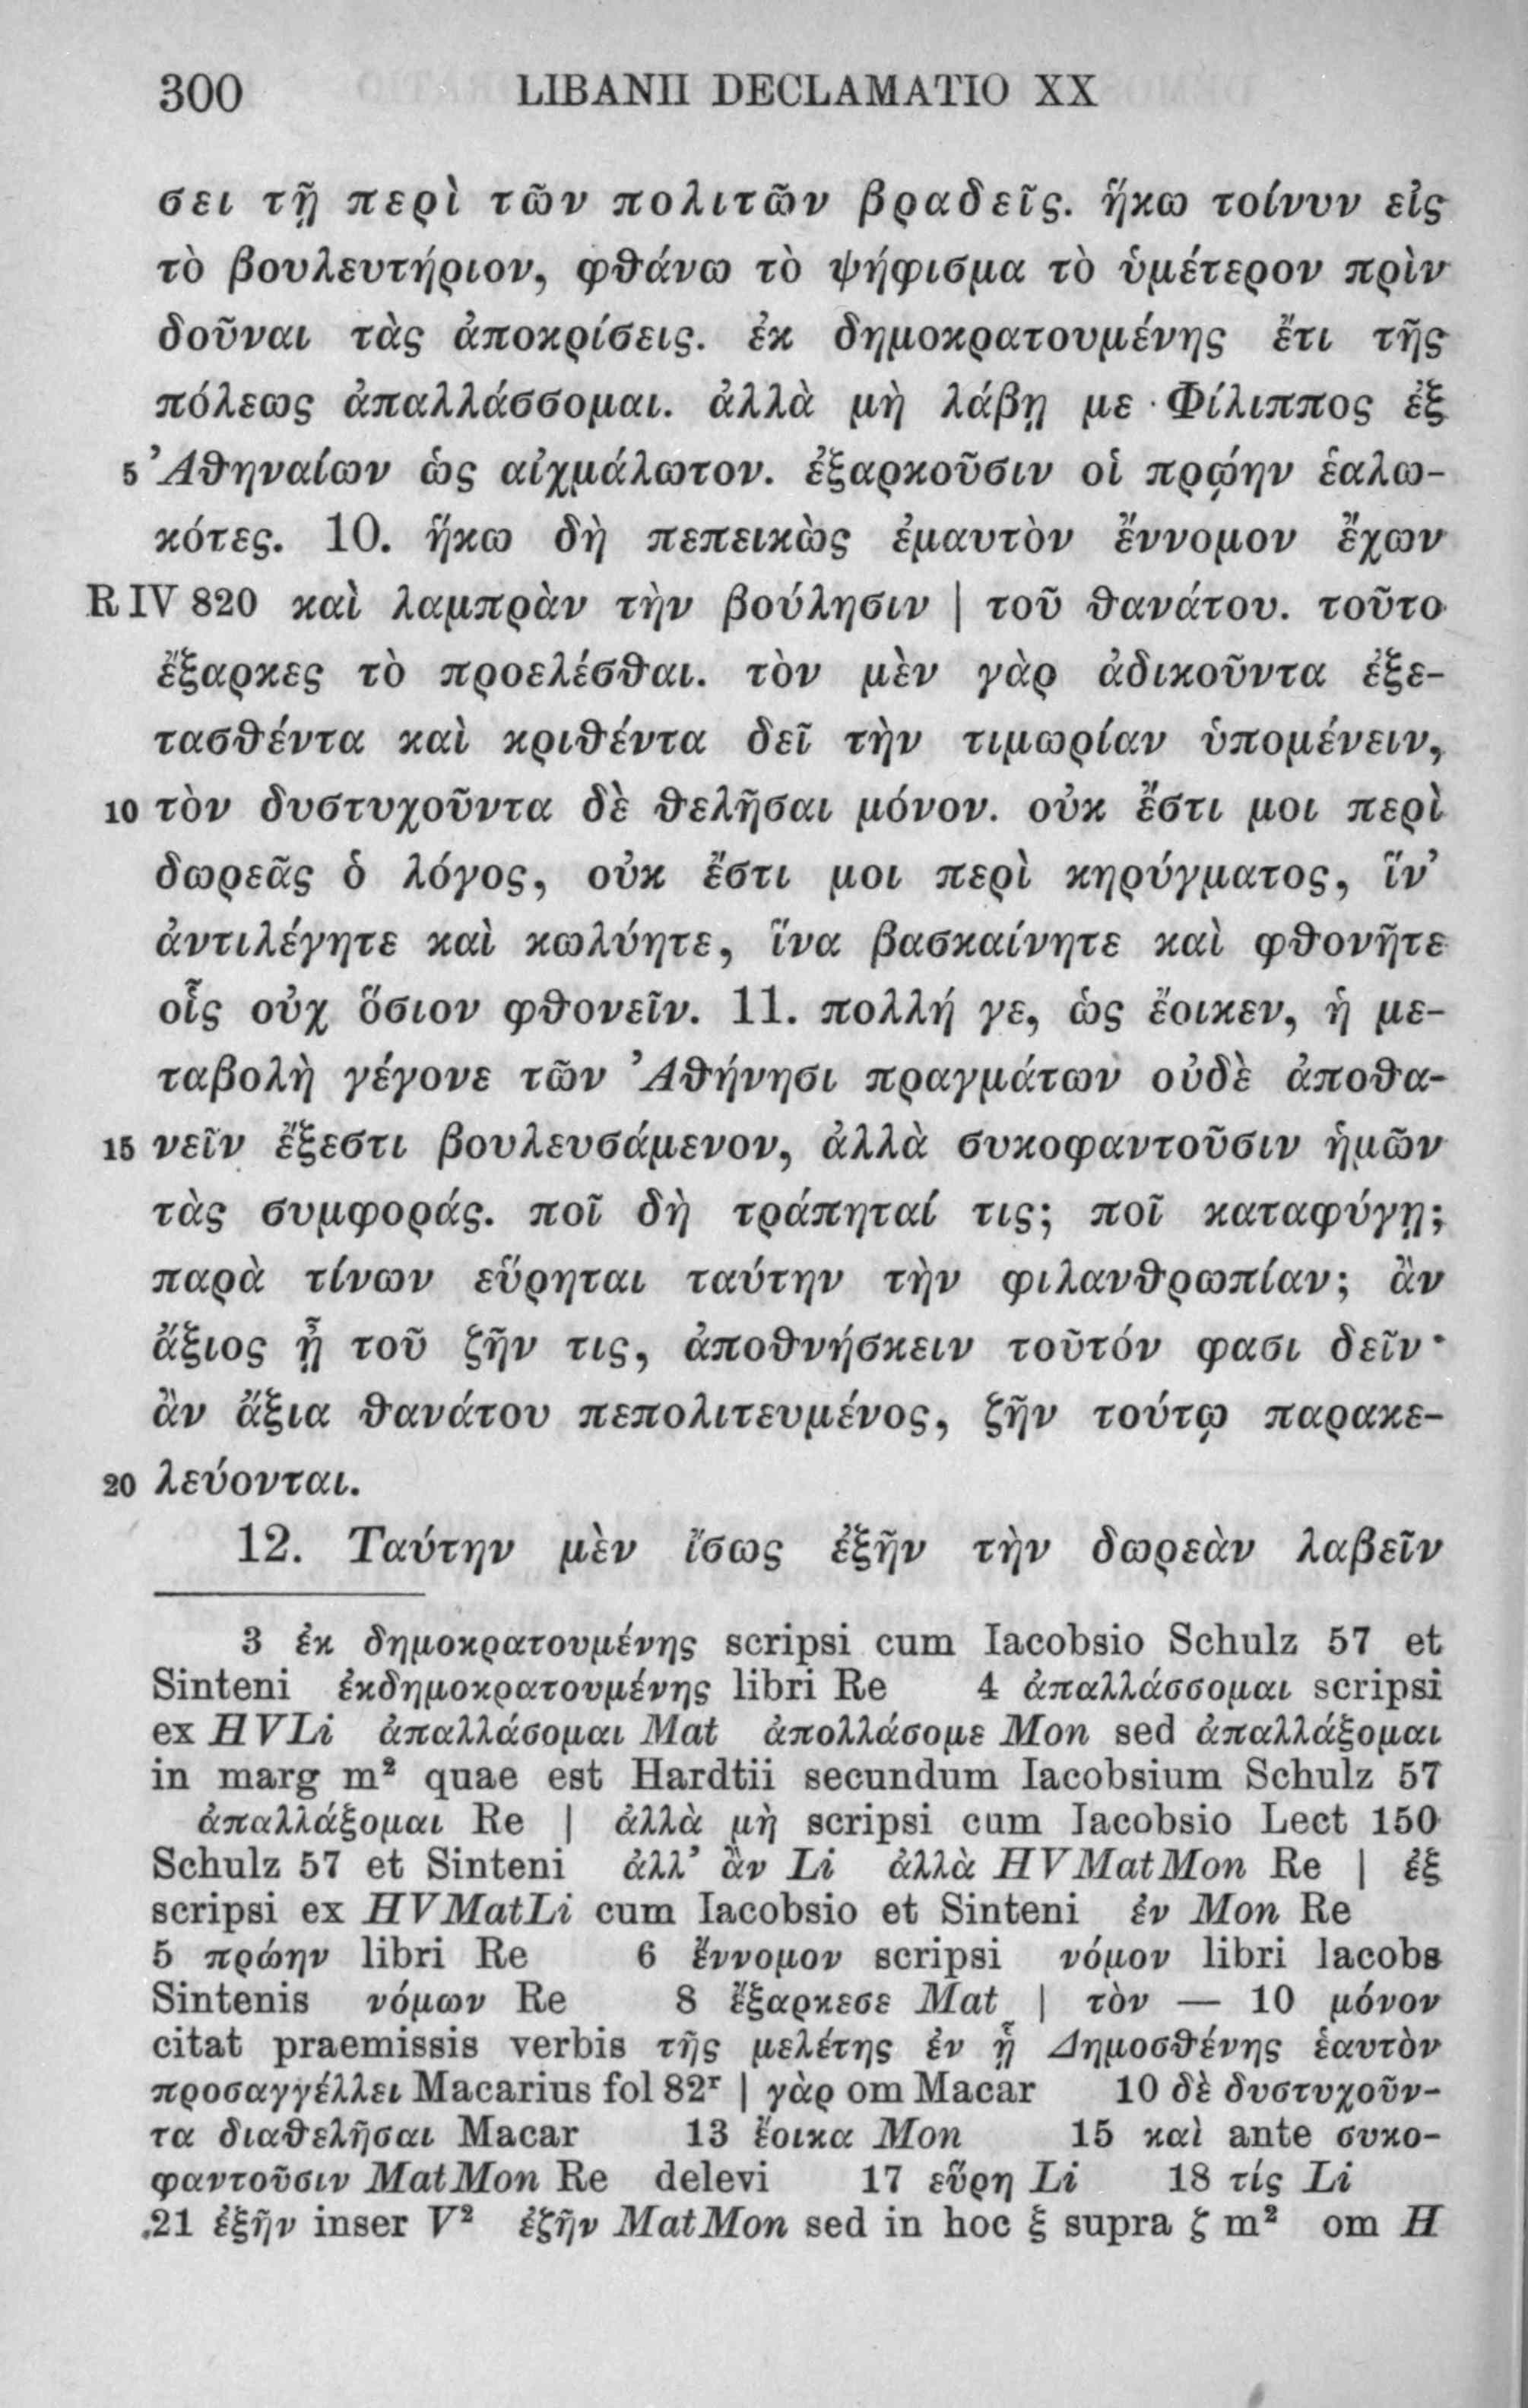 300 LIBANII DECLAMATIO XX
σει τῇ περὶ τῶν πολιτῶν βραδεῖς. ἥκω τοίνυν εἰς
τὸ βουλευτήριον, φθάνω τὸ ψήφισμα τὸ ὑμέτερον πρὶν
δοῦναι τὰς ἀποκρίσεις. ἐκ δημοκρατουμένης ἔτι τῆς
πόλεως ἀπαλλάσσομαι. ἀλλὰ μὴ λάβῃ με Φίλιππος ἐξ
5 Ἀθηναίων ὡς αἰχμάλωτον. ἐξαρκοῦσιν οἱ πρῴην ἑαλω-
κότες. 10. ἥκω δὴ πεπεικὼς ἐμαυτὸν ἔννομον ἔχων
R IV 820 καὶ λαμπρὰν τὴν βούλησιν | τοῦ θανάτου. τοῦτο
ἔξαρκες τὸ προελέσθαι. τὸν μὲν γὰρ ἀδικοῦντα ἐξε-
τασθέντα καὶ κριθέντα δεῖ τὴν τιμωρίαν ὑπομένειν,
10 τὸν δυστυχοῦντα δὲ θελῆσαι μόνον. οὐκ ἔστι μοι περὶ
δωρεᾶς ὁ λόγος, οὐκ ἔστι μοι περὶ κηρύγματος, ἵν’
ἀντιλέγητε καὶ κωλύητε, ἵνα βασκαίνητε καὶ φθονῆτε
οἷς οὐχ ὅσιον φθονεῖν. 11. πολλή γε, ὡς ἔοικεν, ἡ με-
ταβολὴ γέγονε τῶν Ἀθήνησι πραγμάτων οὐδὲ ἀποθα-
15 νεῖν ἔξεστι βουλευσάμενον, ἀλλὰ συκοφαντοῦσιν ἡμῶν
τὰς συμφοράς. ποῖ δὴ τράπηταί τις; ποῖ καταφύγῃ;
παρὰ τίνων εὕρηται ταύτην τὴν φιλανθρωπίαν; ἂν
ἄξιος ᾖ τοῦ ζῆν τις, ἀποθνήσκειν τοῦτόν φασι δεῖν·
ἂν ἄξια θανάτου πεπολιτευμένος, ζῆν τούτῳ παρακε-
20 λεύονται.
12. Ταύτην μὲν ἴσως ἐξῆν τὴν δωρεὰν λαβεῖν
3 ἐκ δημοκρατουμένης scripsi cum Iacobsio Schulz 57 et
Sinteni ἐκδημοκρατουμένης libri Re 4 ἀπαλλάσσομαι scripsi
ex HVLi ἀπαλλάσομαι Mat ἀπολλάσομε Mon sed ἀπαλλάξομαι
in marg m² quae est Hardtii secundum Iacobsium Schulz 57
ἀπαλλάξομαι Re | ἀλλὰ μὴ scripsi cum Iacobsio Lect 150
Schulz 57 et Sinteni ἀλλ’ ἂν Li ἀλλὰ HVMatMon Re | ἐξ
scripsi ex HVMatLi cum Iacobsio et Sinteni ἐν Mon Re
5 πρώην libri Re 6 ἔννομον scripsi νόμον libri Iacobs
Sintenis νόμων Re 8 ἔξαρκεσε Mat | τὸν — 10 μόνον
citat praemissis verbis τῆς μελέτης ἐν ᾗ Δημοσθένης ἑαυτὸν
προσαγγέλλει Macarius fol 82ʳ | γὰρ om Macar 10 δὲ δυστυχοῦν-
τα διαθελῆσαι Macar 13 ἔοικα Mon 15 καὶ ante συκο-
φαντοῦσιν MatMon Re delevi 17 εὕρη Li 18 τίς Li
21 ἐξῆν inser V² ἐζῆν MatMon sed in hoc ξ supra ζ m² om H